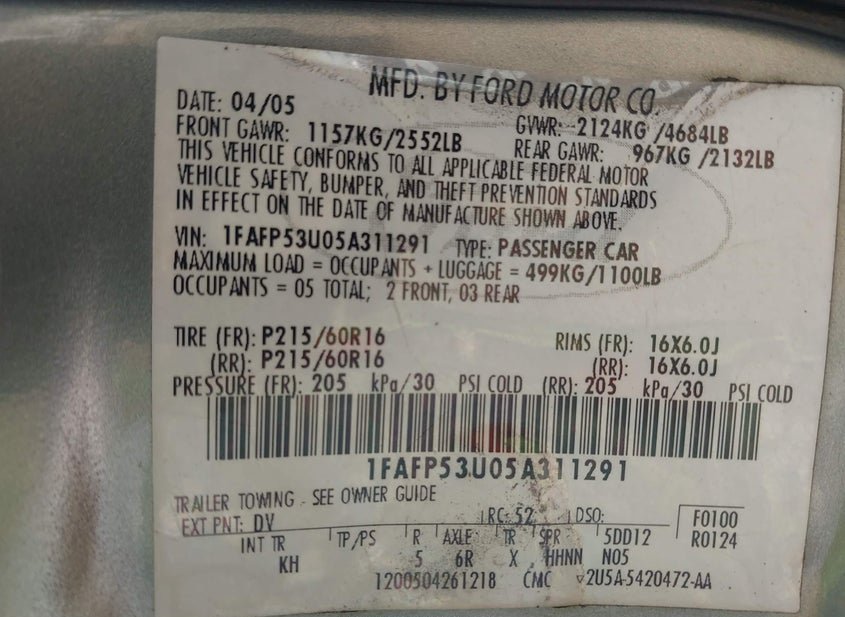 MFD. BY FORD MOTOR CO.
DATE: 04/05 GVWR: 2124KG /4684LB
FRONT GAWR: 1157KG/2552LB REAR GAWR: 967KG /2132LB
THIS VEHICLE CONFORMS TO ALL APPLICABLE FEDERAL MOTOR
VEHICLE SAFETY, BUMPER, AND THEFT PREVENTION STANDARDS
IN EFFECT ON THE DATE OF MANUFACTURE SHOWN ABOVE.
VIN: 1FAFP53U05A311291 TYPE: PASSENGER CAR
MAXIMUM LOAD = OCCUPANTS + LUGGAGE = 499KG/1100LB
OCCUPANTS = 05 TOTAL; 2 FRONT, 03 REAR
TIRE (FR): P215/60R16 RIMS (FR): 16X6.0J
(RR): P215/60R16 (RR): 16X6.0J
PRESSURE (FR): 205 kPa/30 PSI COLD (RR): 205 kPa/30 PSI COLD
1FAFP53U05A311291
TRAILER TOWING - SEE OWNER GUIDE
EXT PNT: DV RC: 52 DSO: F0100
INT TR TP/PS R AXLE TR SPR 5DD12 R0124
KH 5 6R X HHNN N05
1200504261218 CMC 2U5A-5420472-AA